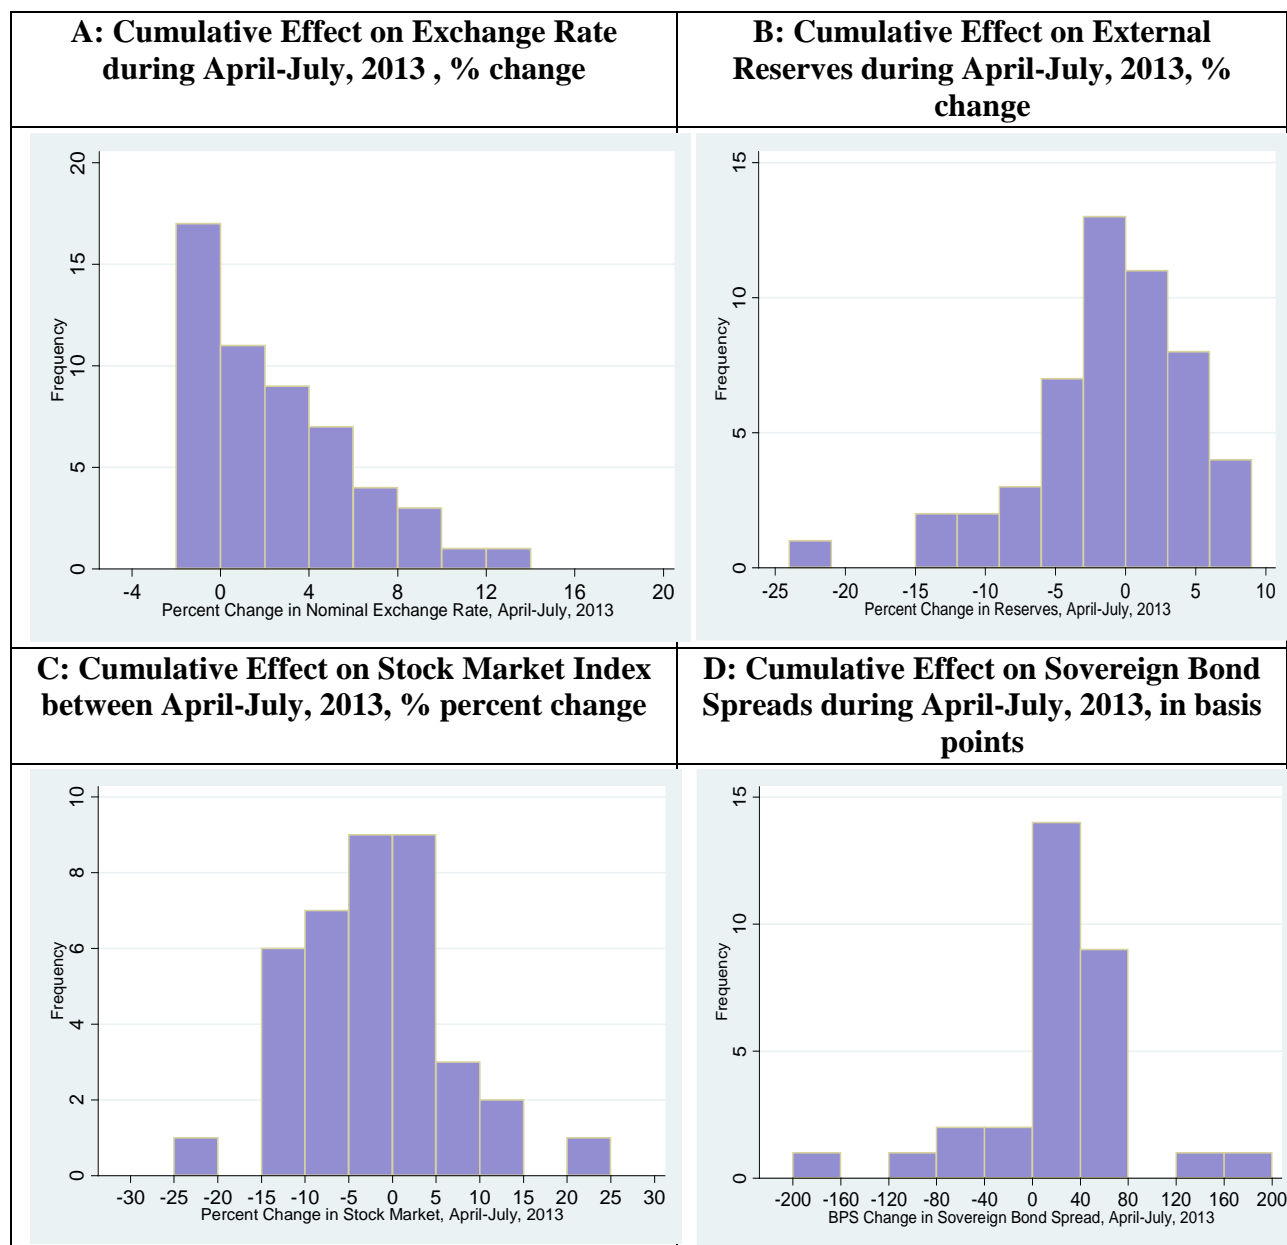 A: Cumulative Effect on Exchange Rate
during April-July, 2013 , % change
B: Cumulative Effect on External
Reserves during April-July, 2013, %
change
20
15
10
5
0
Frequency
-4 0 4 8 12 16 20
Percent Change in Nominal Exchange Rate, April-July, 2013
15
10
5
0
Frequency
-25 -20 -15 -10 -5 0 5 10
Percent Change in Reserves, April-July, 2013
C: Cumulative Effect on Stock Market Index
between April-July, 2013, % percent change
D: Cumulative Effect on Sovereign Bond
Spreads during April-July, 2013, in basis
points
10
8
6
4
2
0
Frequency
-30 -25 -20 -15 -10 -5 0 5 10 15 20 25 30
Percent Change in Stock Market, April-July, 2013
15
10
5
0
Frequency
-200 -160 -120 -80 -40 0 40 80 120 160 200
BPS Change in Sovereign Bond Spread, April-July, 2013